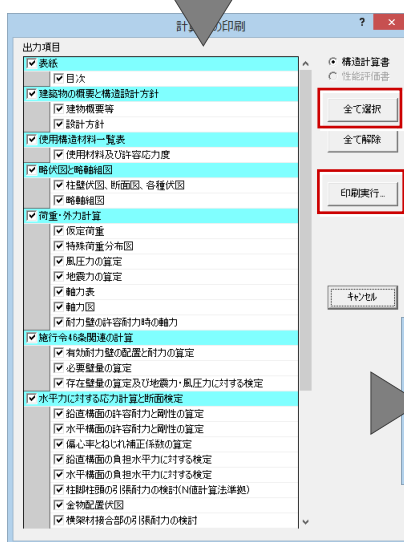 の印刷
? ×
出力項目
表紙
目次
建築物の概要と構造設計方針
建物概要等
設計方針
使用構造材料一覧表
使用材料及び許容応力度
略伏図と略軸組図
柱壁伏図、断面図、各種伏図
略軸組図
荷重・外力計算
仮定荷重
特殊荷重分布図
風圧力の算定
地震力の算定
軸力表
軸力図
耐力壁の許容耐力時の軸力
施行令46条関連の計算
有効耐力壁の配置と耐力の算定
必要壁量の算定
存在壁量の算定及び地震力・風圧力に対する検定
水平力に対する応力計算と断面検定
鉛直構面の許容耐力と剛性の算定
水平構面の許容耐力と剛性の算定
偏心率とねじれ補正係数の算定
鉛直構面の負担水平力に対する検定
水平構面の負担水平力に対する検定
柱脚柱頭の引張耐力の検討(N値計算法準拠)
金物配置伏図
横架材接合部の引張耐力の検討
構造計算書
性能評価書
全て選択
全て解除
印刷実行...
キャンセル